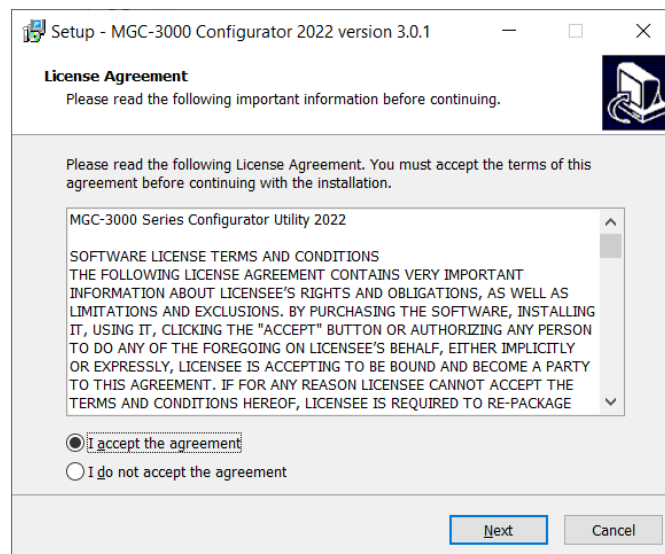 Setup - MGC-3000 Configurator 2022 version 3.0.1
License Agreement
Please read the following important information before continuing.
Please read the following License Agreement. You must accept the terms of this
agreement before continuing with the installation.
MGC-3000 Series Configurator Utility 2022
SOFTWARE LICENSE TERMS AND CONDITIONS
THE FOLLOWING LICENSE AGREEMENT CONTAINS VERY IMPORTANT
INFORMATION ABOUT LICENSEE'S RIGHTS AND OBLIGATIONS, AS WELL AS
LIMITATIONS AND EXCLUSIONS. BY PURCHASING THE SOFTWARE, INSTALLING
IT, USING IT, CLICKING THE "ACCEPT" BUTTON OR AUTHORIZING ANY PERSON
TO DO ANY OF THE FOREGOING ON LICENSEE'S BEHALF, EITHER IMPLICITLY
OR EXPRESSLY, LICENSEE IS ACCEPTING TO BE BOUND AND BECOME A PARTY
TO THIS AGREEMENT. IF FOR ANY REASON LICENSEE CANNOT ACCEPT THE
TERMS AND CONDITIONS HEREOF, LICENSEE IS REQUIRED TO RE-PACKAGE
I accept the agreement
I do not accept the agreement
Next
Cancel